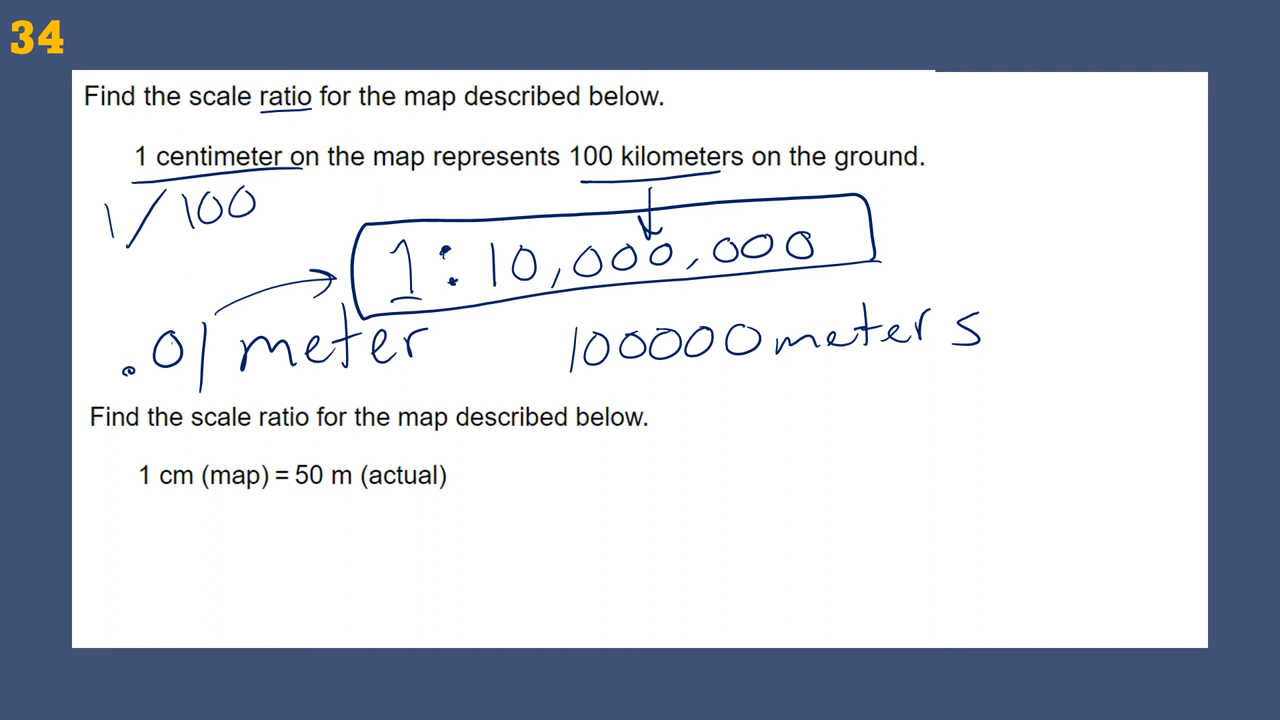 34
Find the scale ratio for the map described below.
1 centimeter on the map represents 100 kilometers on the ground.
1/100
1:10,000,000
.01 meter 100000 meters
Find the scale ratio for the map described below.
1 cm (map) = 50 m (actual)